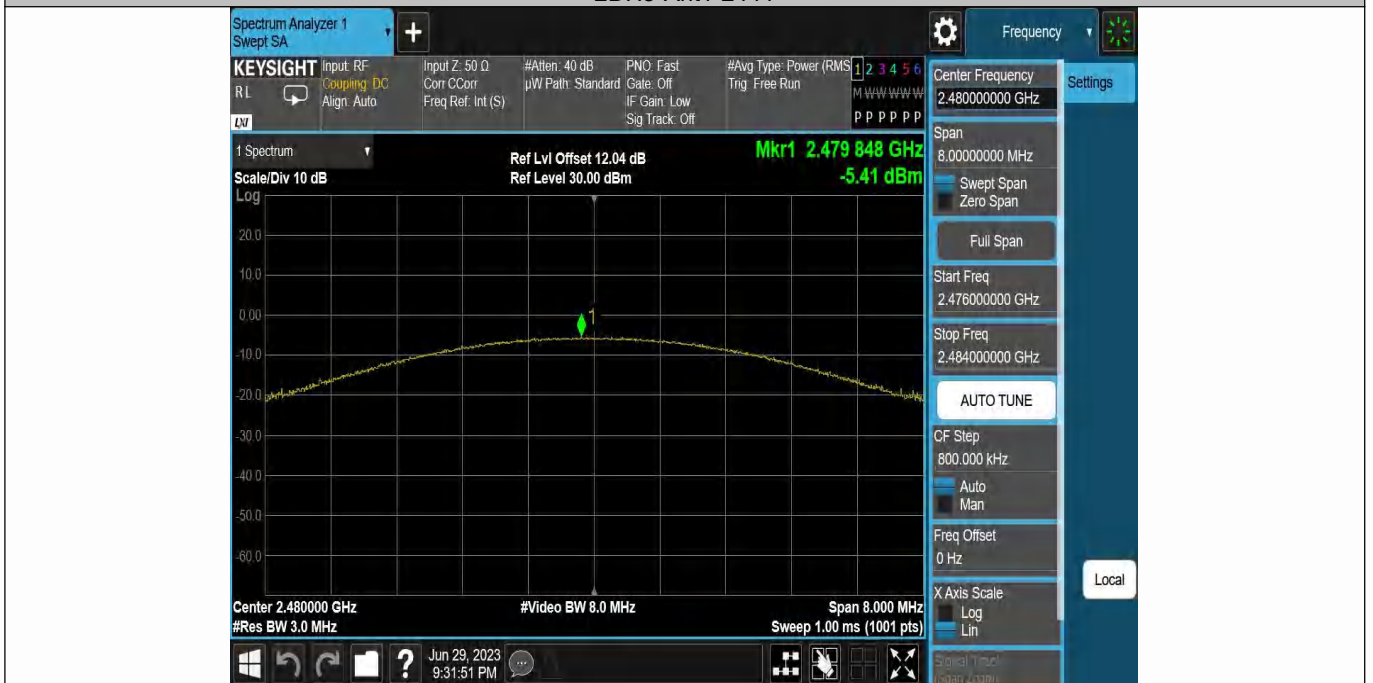 Spectrum Analyzer 1
Swept SA
+
Frequency
KEYSIGHT
RL
LXI
Input: RF
Coupling: DC
Align: Auto
Input Z: 50 Ω
Corr CCorr
Freq Ref: Int (S)
#Atten: 40 dB
µW Path: Standard
PNO: Fast
Gate: Off
IF Gain: Low
Sig Track: Off
#Avg Type: Power (RMS
Trig: Free Run
1 2 3 4 5 6
M W W W W W
P P P P P P
1 Spectrum
Scale/Div 10 dB
Log
Ref Lvl Offset 12.04 dB
Ref Level 30.00 dBm
Mkr1 2.479 848 GHz
-5.41 dBm
20.0
10.0
0.00
-10.0
-20.0
-30.0
-40.0
-50.0
-60.0
1
Center 2.480000 GHz
#Res BW 3.0 MHz
#Video BW 8.0 MHz
Span 8.000 MHz
Sweep 1.00 ms (1001 pts)
Center Frequency
2.480000000 GHz
Settings
Span
8.00000000 MHz
Swept Span
Zero Span
Full Span
Start Freq
2.476000000 GHz
Stop Freq
2.484000000 GHz
AUTO TUNE
CF Step
800.000 kHz
Auto
Man
Freq Offset
0 Hz
X Axis Scale
Log
Lin
Signal Track
(Span Zoom)
Local
?
Jun 29, 2023
9:31:51 PM